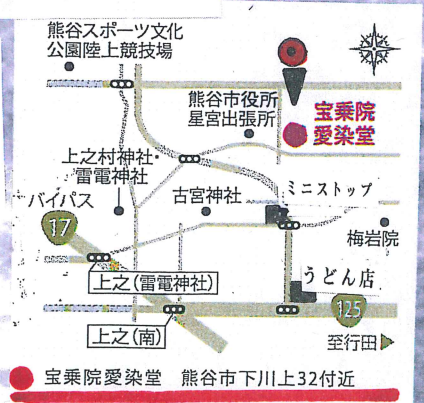 熊谷スポーツ文化
公園陸上競技場
熊谷市役所
星宮出張所
宝乗院
愛染堂
上之村神社・
雷電神社
バイパス
17
古宮神社
ミニストップ
梅岩院
上之(雷電神社)
うどん店
125
上之(南)
至行田
宝乗院愛染堂 熊谷市下川上32付近